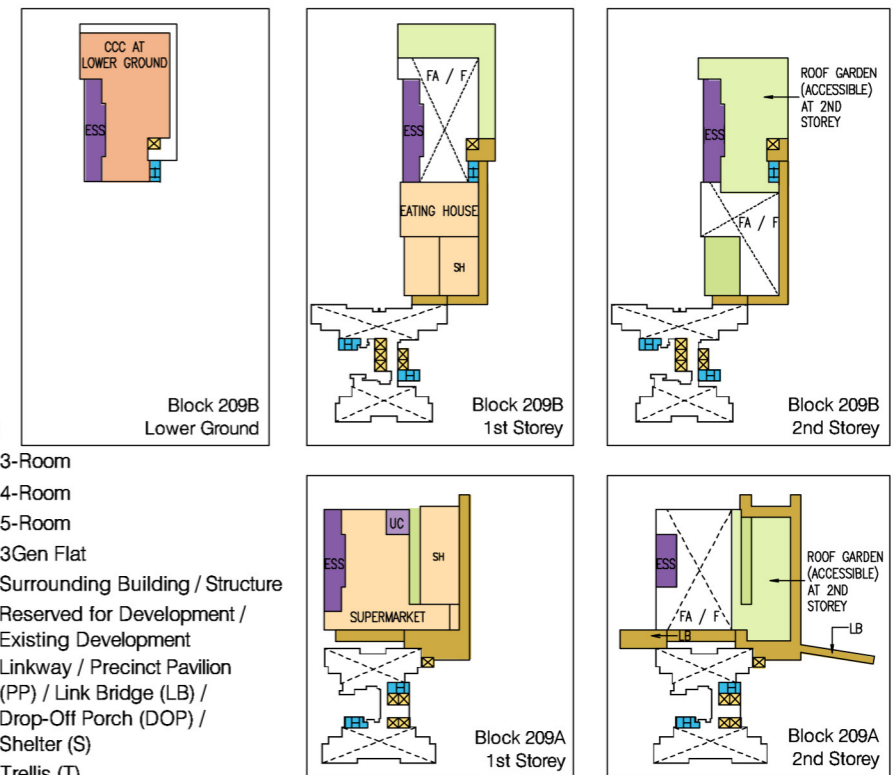 CCC AT
LOWER GROUND
ESS
Block 209B
Lower Ground
FA / F
ESS
EATING HOUSE
SH
Block 209B
1st Storey
ROOF GARDEN
(ACCESSIBLE)
AT 2ND
STOREY
ESS
FA / F
Block 209B
2nd Storey
3-Room
4-Room
5-Room
3Gen Flat
Surrounding Building / Structure
Reserved for Development /
Existing Development
Linkway / Precinct Pavilion
(PP) / Link Bridge (LB) /
Drop-Off Porch (DOP) /
Shelter (S)
Trellis (T)
UC
ESS
SH
SUPERMARKET
Block 209A
1st Storey
ESS
ROOF GARDEN
(ACCESSIBLE)
AT 2ND
STOREY
FA / F
LB
LB
Block 209A
2nd Storey